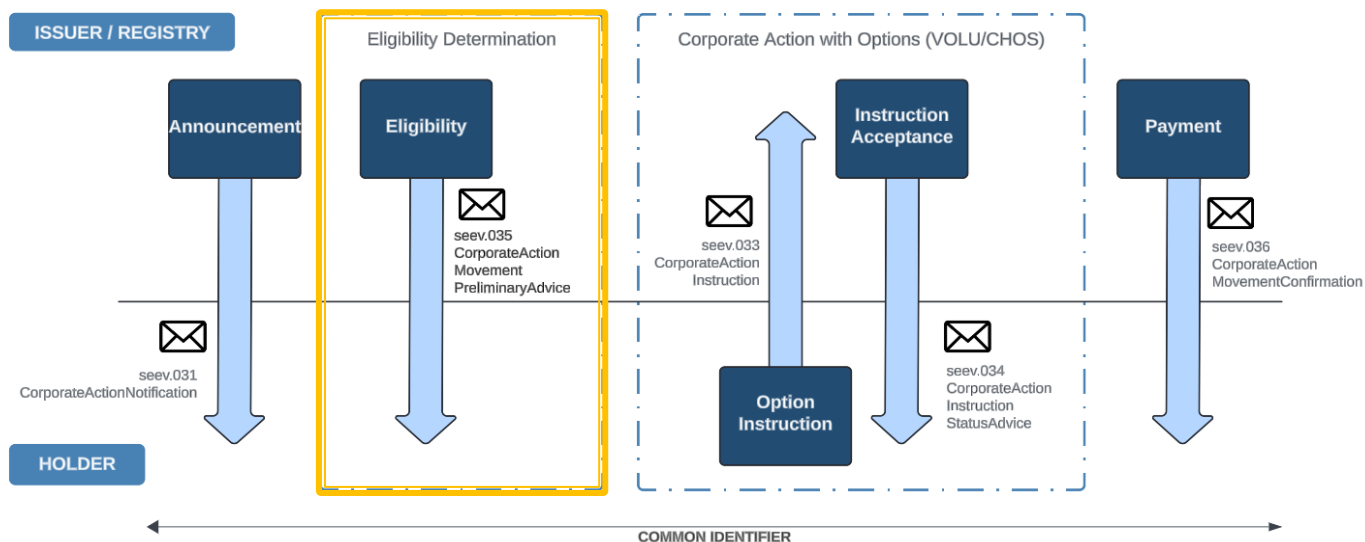 ISSUER / REGISTRY
Eligibility Determination
Corporate Action with Options (VOLU/CHOS)
Announcement
Eligibility
Instruction
Acceptance
Payment
seev.035
CorporateAction
Movement
PreliminaryAdvice
seev.033
CorporateAction
Instruction
seev.036
CorporateAction
MovementConfirmation
seev.031
CorporateActionNotification
Option
Instruction
seev.034
CorporateAction
Instruction
StatusAdvice
HOLDER
COMMON IDENTIFIER